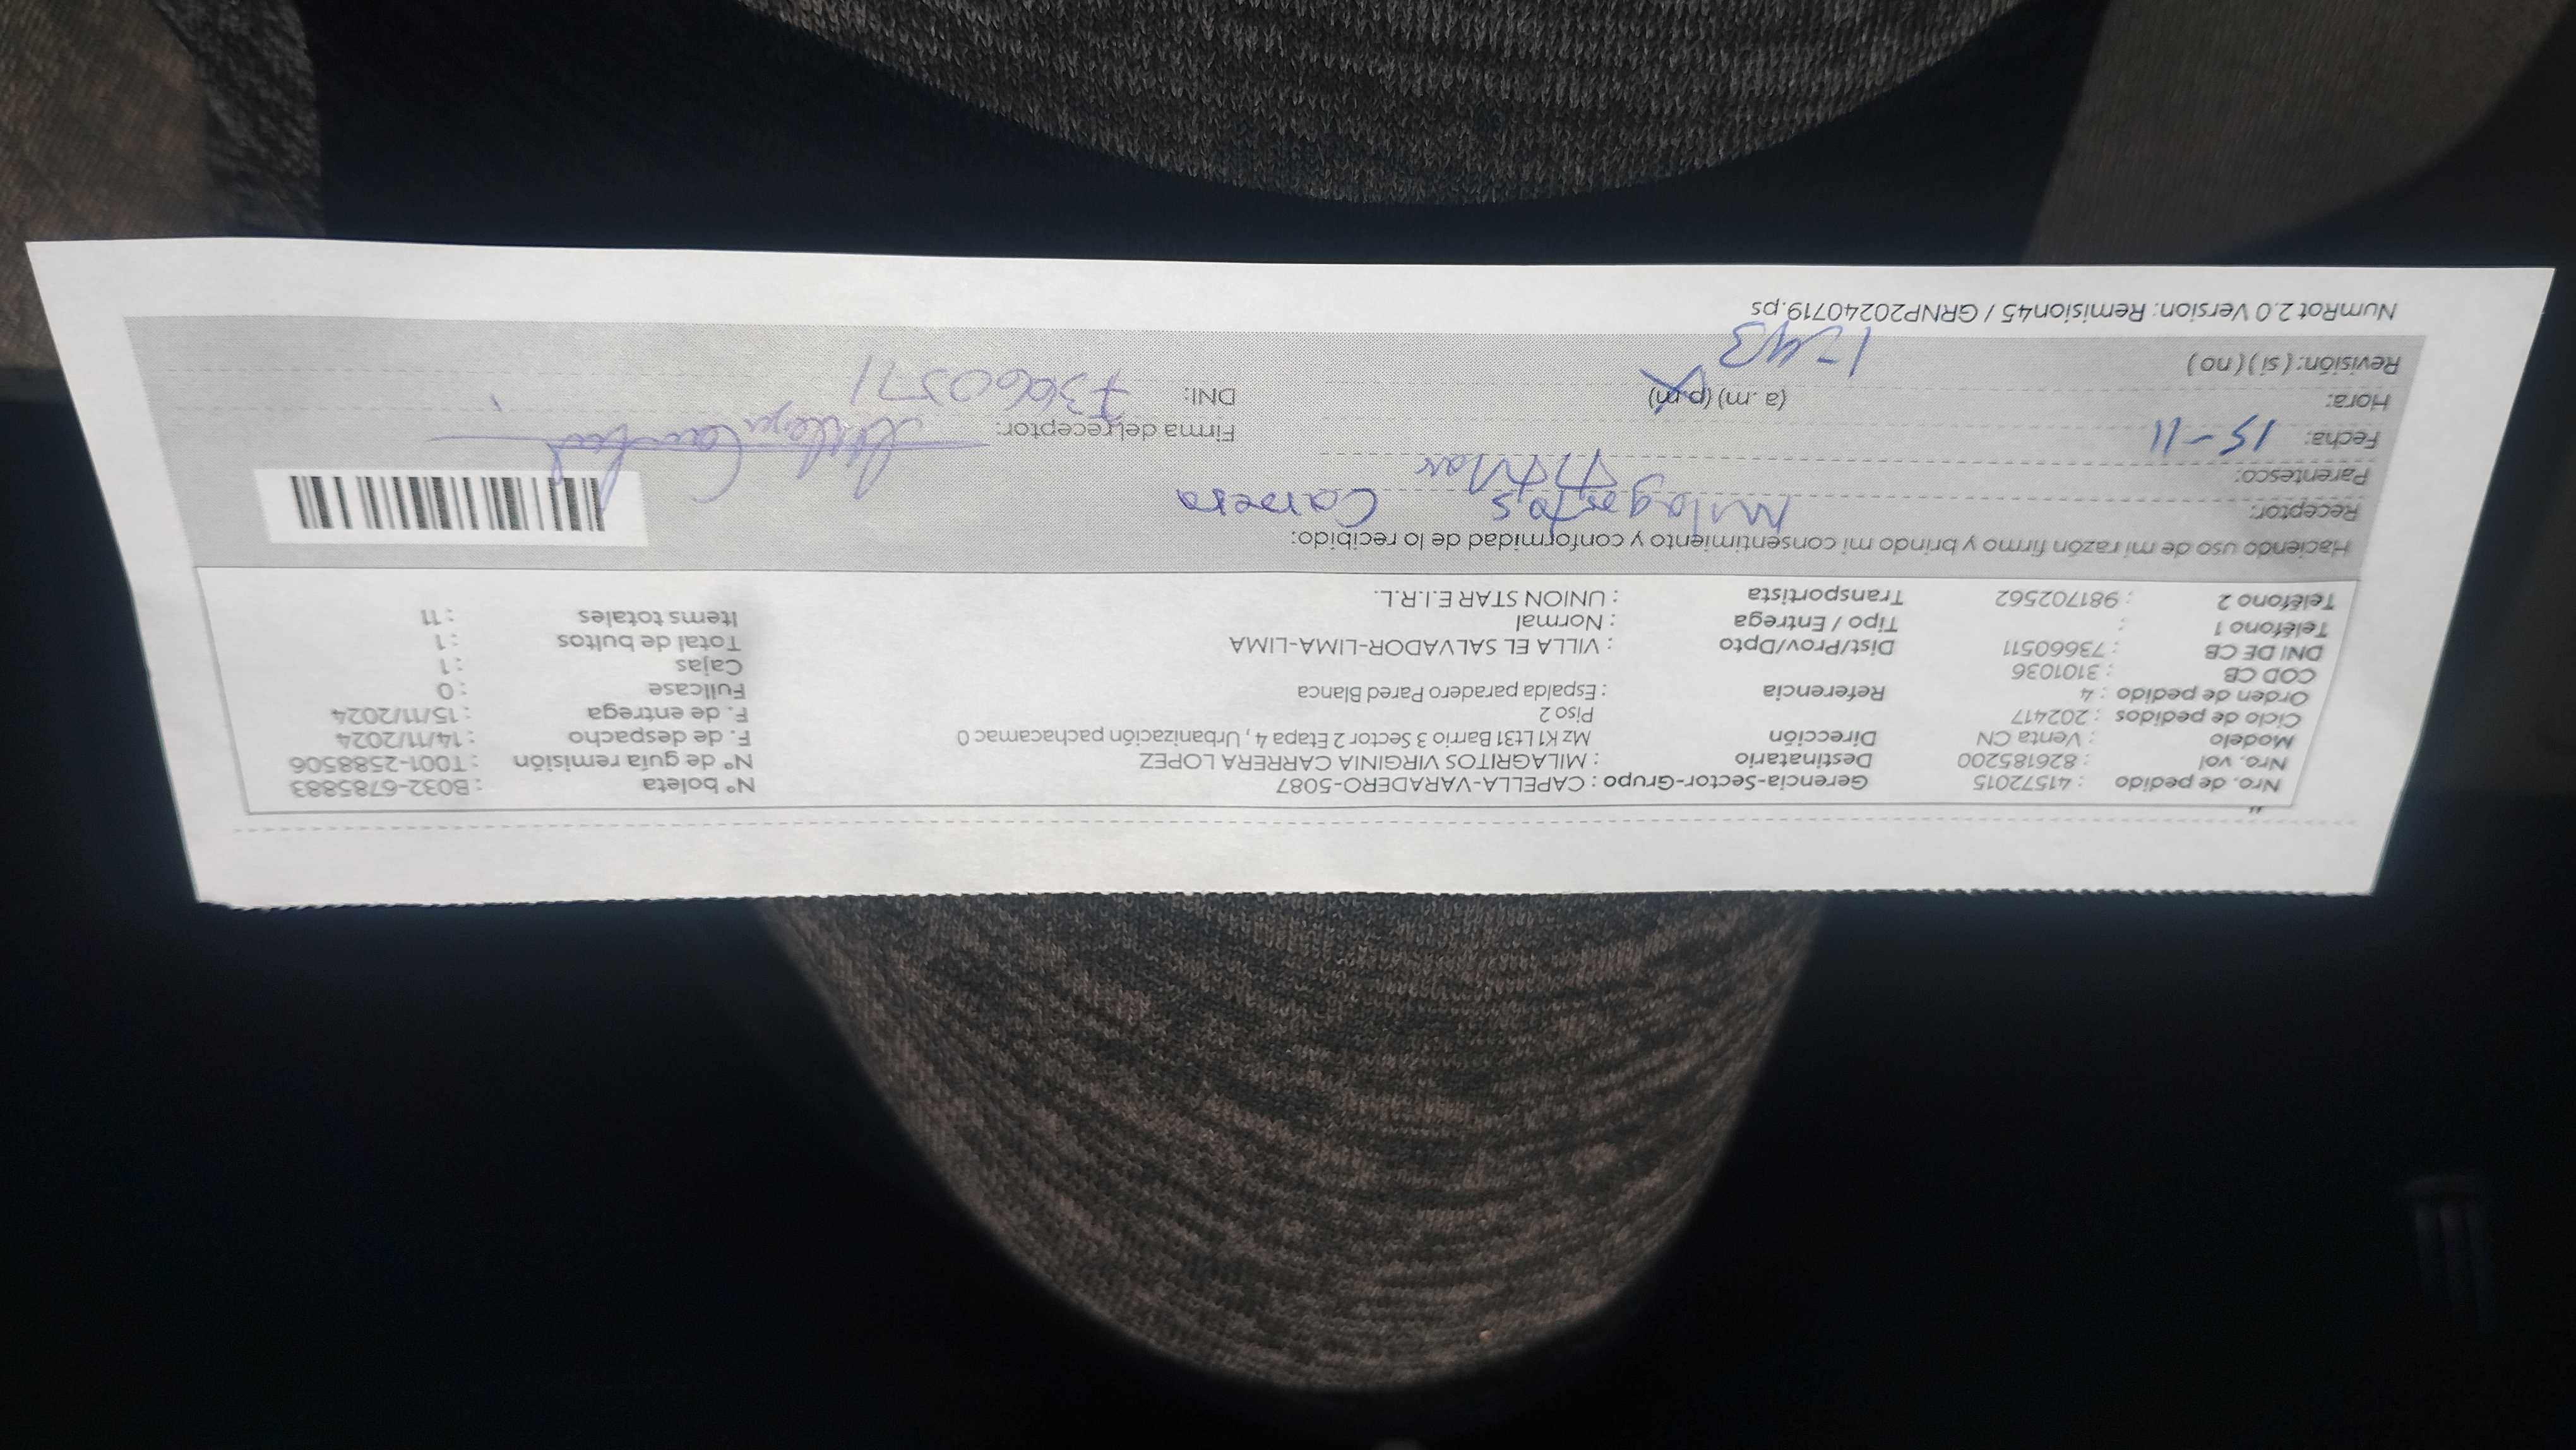 Nro. de pedido : 41572015 Gerencia-Sector-Grupo : CAPELLA-VARADERO-5087 N° boleta : B032-6785883
Nro. vol : 826185200 Destinatario : MILAGRITOS VIRGINIA CARRERA LOPEZ N° de guía remisión : T001-2588506
Modelo : Venta CN Dirección Mz K1 Lt31 Barrio 3 Sector 2 Etapa 4 , Urbanización pachacamac 0 F. de despacho : 14/11/2024
Ciclo de pedidos : 202417 Piso 2 F. de entrega : 15/11/2024
Orden de pedido : 4 Referencia : Espalda paradero Pared Blanca Fullcase : 0
COD CB : 3101036 Cajas : 1
DNI DE CB : 73660511 Dist/Prov/Dpto : VILLA EL SALVADOR-LIMA-LIMA Total de bultos : 1
Teléfono 1 : Tipo / Entrega : Normal Items totales : 11
Teléfono 2 : 981702562 Transportista : UNION STAR E.I.R.L.
Haciendo uso de mi razón firmo y brindo mi consentimiento y conformidad de lo recibido:
Receptor: Carrera
Parentesco:
Fecha: 15-11 Firma del receptor:
Hora: (a .m) (p.m) DNI:
Revisión: ( si ) ( no )
NumRot 2.0 Version: Remision45 / GRNP20240719.ps